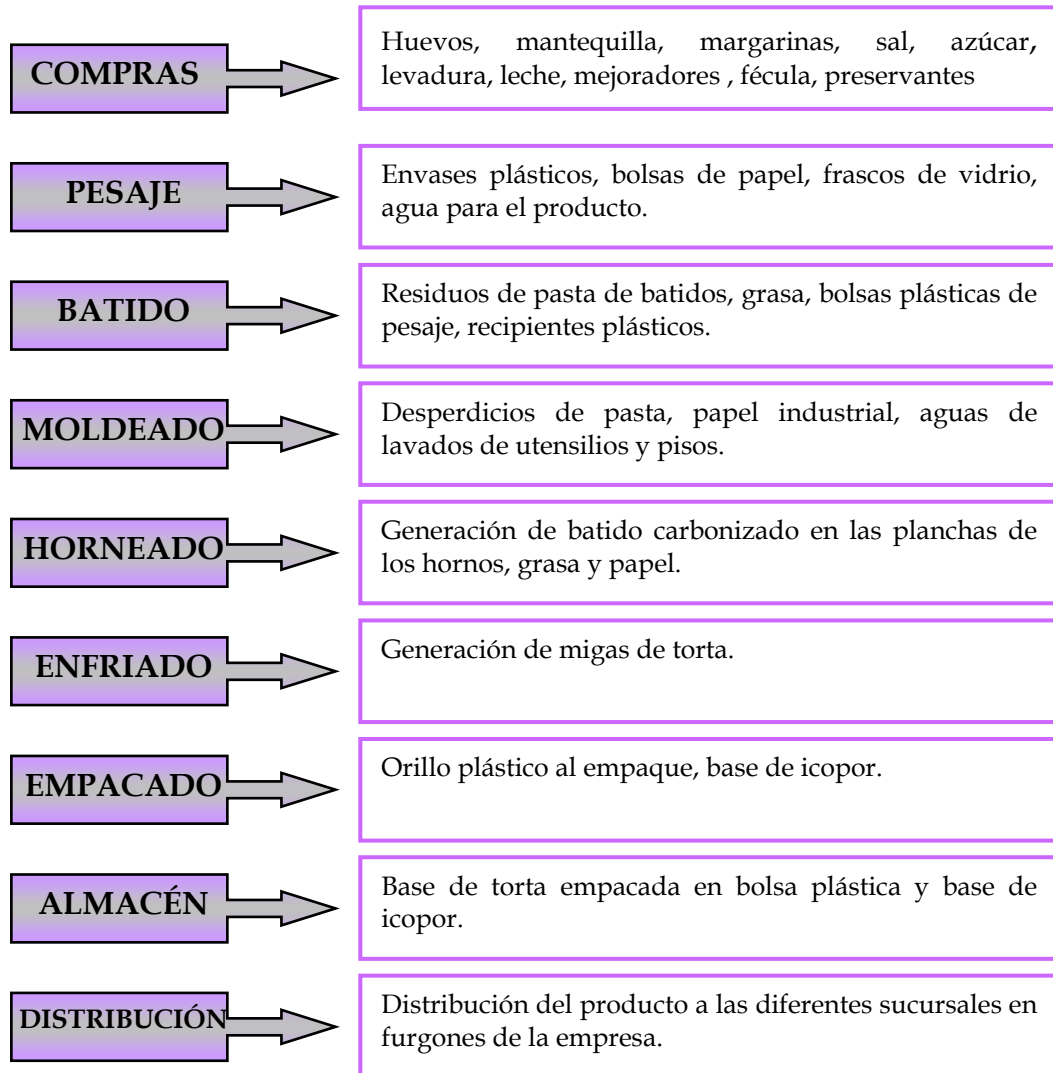 COMPRAS
Huevos, mantequilla, margarinas, sal, azúcar,
levadura, leche, mejoradores , fécula, preservantes
PESAJE
Envases plásticos, bolsas de papel, frascos de vidrio,
agua para el producto.
BATIDO
Residuos de pasta de batidos, grasa, bolsas plásticas de
pesaje, recipientes plásticos.
MOLDEADO
Desperdicios de pasta, papel industrial, aguas de
lavados de utensilios y pisos.
HORNEADO
Generación de batido carbonizado en las planchas de
los hornos, grasa y papel.
ENFRIADO
Generación de migas de torta.
EMPACADO
Orillo plástico al empaque, base de icopor.
ALMACÉN
Base de torta empacada en bolsa plástica y base de
icopor.
DISTRIBUCIÓN
Distribución del producto a las diferentes sucursales en
furgones de la empresa.